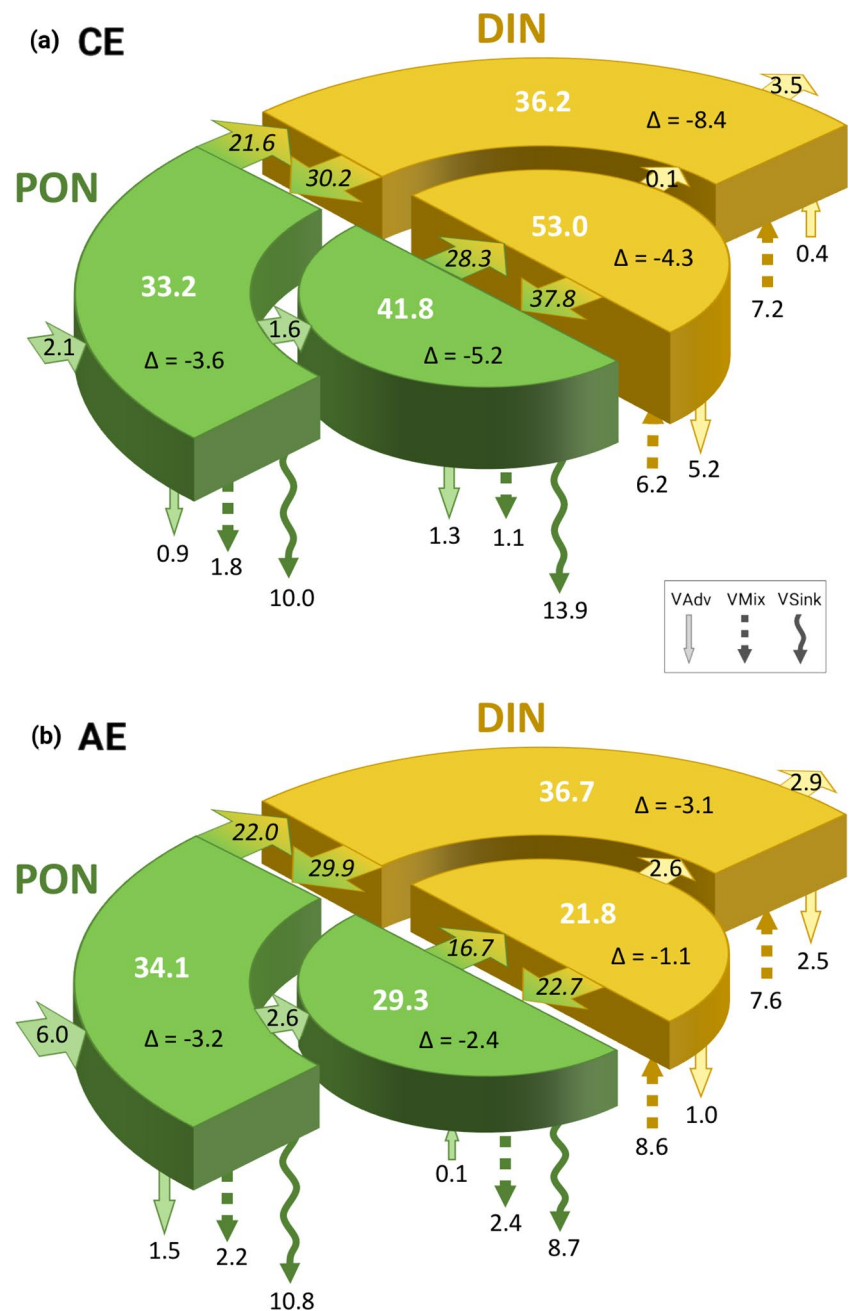 (a) CE
DIN
3.5
36.2
Δ = -8.4
21.6
30.2
0.1
PON
53.0
0.4
28.3
Δ = -4.3
33.2
37.8
7.2
41.8
1.6
2.1
Δ = -3.6
Δ = -5.2
5.2
6.2
0.9
1.8
1.3
1.1
10.0
13.9
VAdv VMix VSink
(b) AE
DIN
2.9
36.7
Δ = -3.1
22.0
29.9
2.6
PON
21.8
16.7
Δ = -1.1
2.5
34.1
22.7
29.3
7.6
2.6
6.0
Δ = -3.2
Δ = -2.4
1.0
8.6
0.1
1.5
2.2
2.4
8.7
10.8